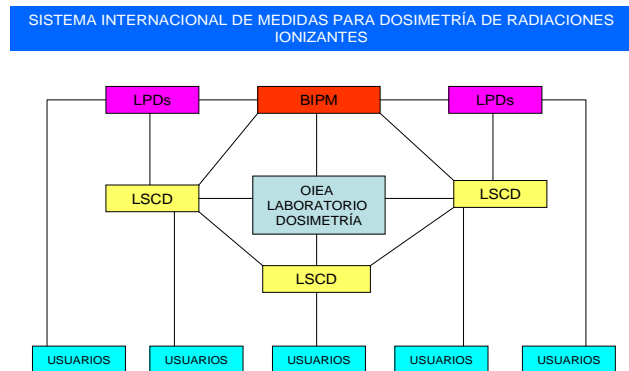 SISTEMA INTERNACIONAL DE MEDIDAS PARA DOSIMETRÍA DE RADIACIONES
IONIZANTES
LPDs
BIPM
LPDs
LSCD
OIEA
LABORATORIO
DOSIMETRÍA
LSCD
LSCD
USUARIOS
USUARIOS
USUARIOS
USUARIOS
USUARIOS